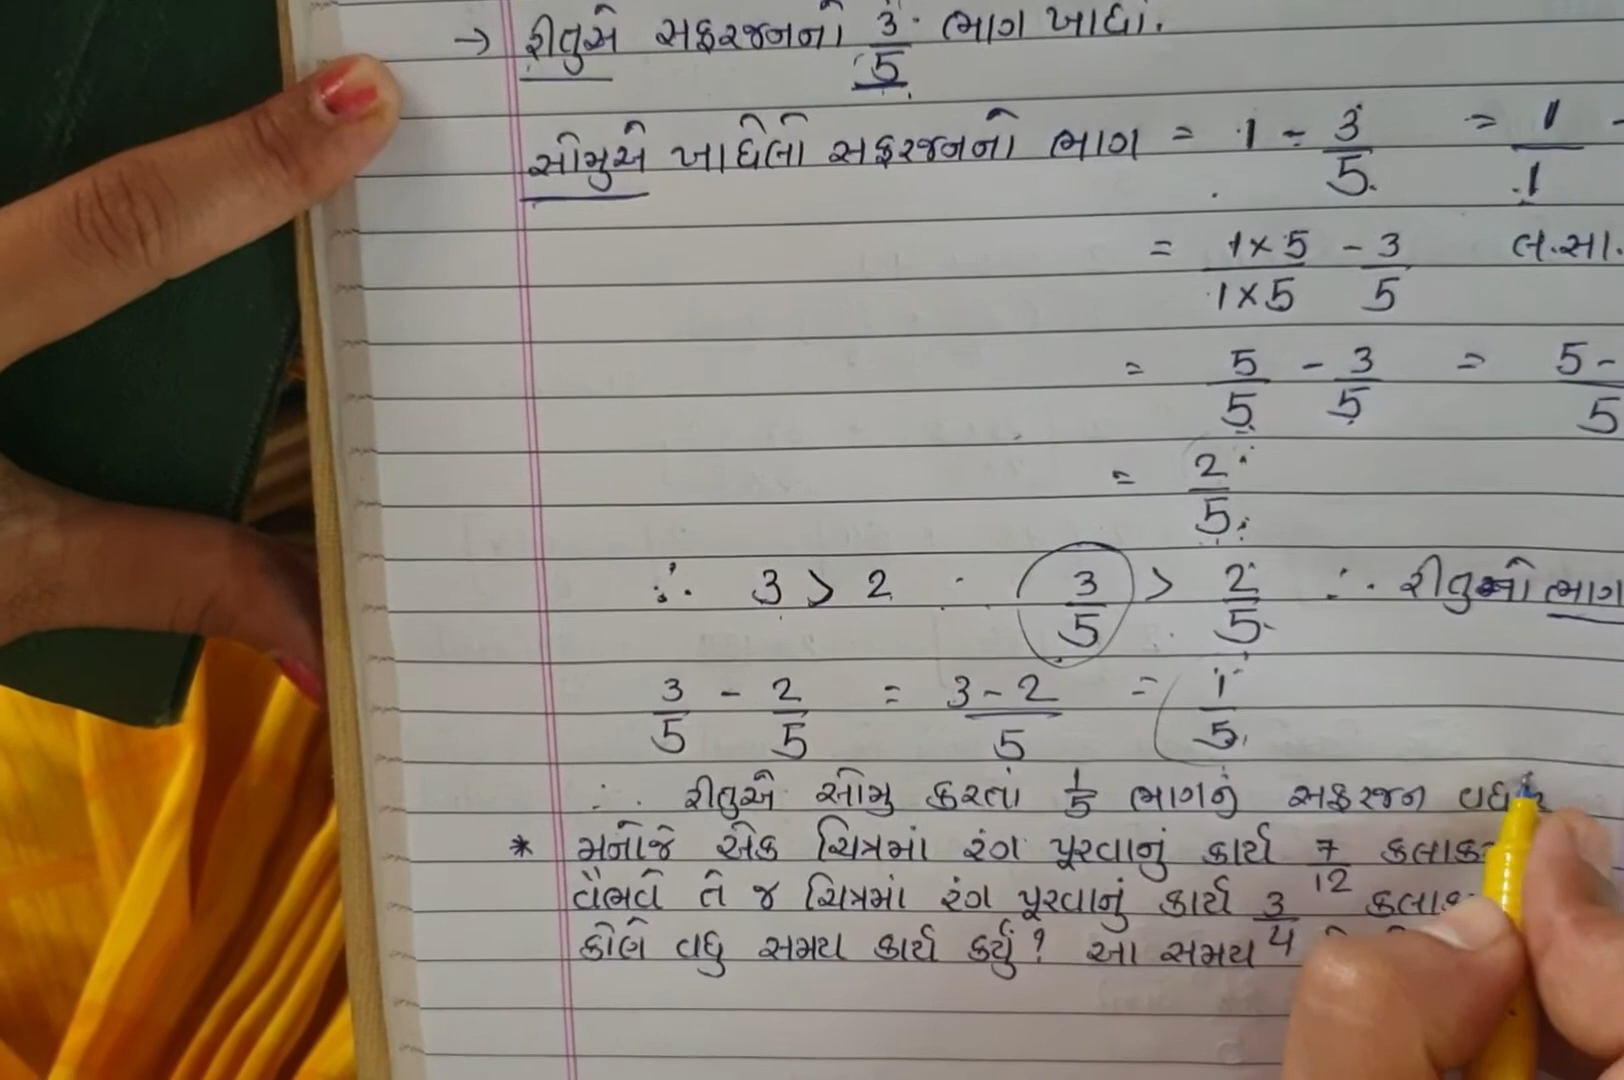 → રીતુએ સફરજનનો 3/5 ભાગ ખાધો.
સોમુએ ખાધેલો સફરજનનો ભાગ = 1 - 3/5 = 1/1 -
= 1×5/1×5 - 3/5 લ.સા.
= 5/5 - 3/5 = 5-/5
= 2/5
∴ 3 > 2 3/5 > 2/5 ∴ રીતુનો ભાગ
3/5 - 2/5 = 3-2/5 = 1/5
∴ રીતુએ સોમુ કરતાં 1/5 ભાગનું સફરજન
* મનોજે એક ચિત્રમાં રંગ પૂરવાનું કાર્ય 7/12
વૈભવે તે જ ચિત્રમાં રંગ પૂરવાનું કાર્ય 3/4
કોણે વધુ સમય કાર્ય કર્યું? આ સમય